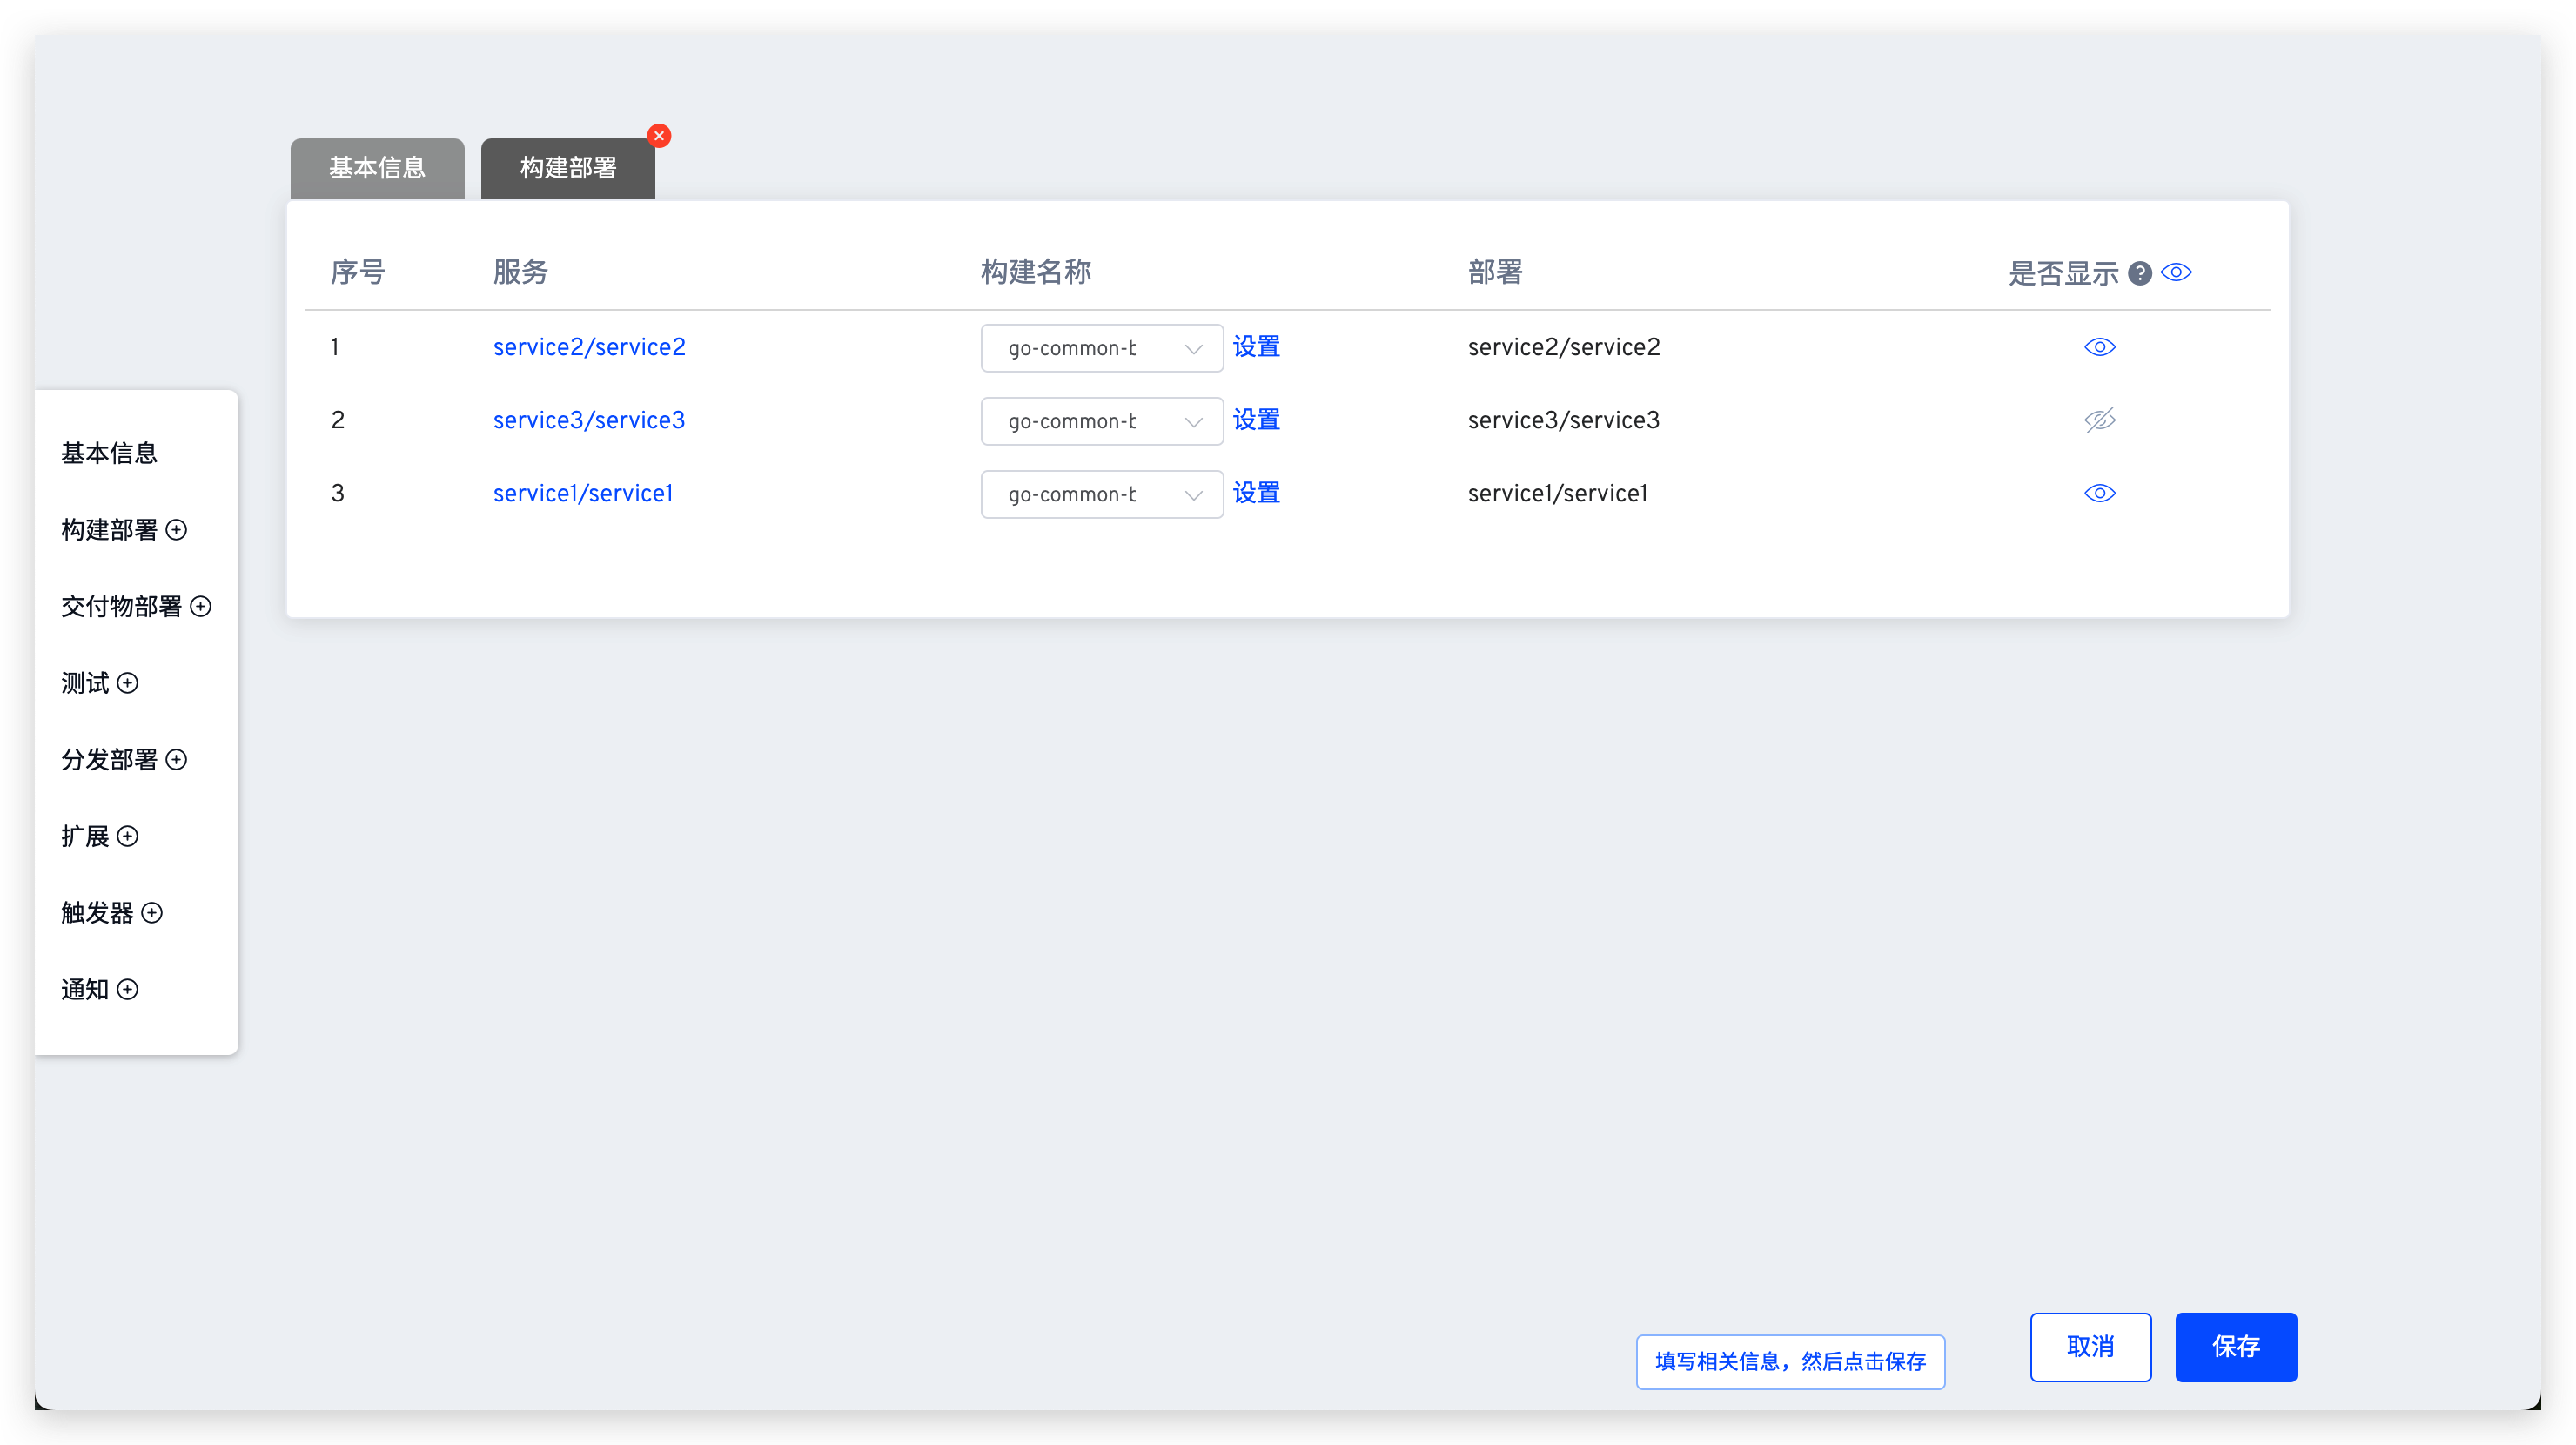 基本信息 构建部署
序号 服务 构建名称 部署 是否显示
1 service2/service2 go-common-b 设置 service2/service2
2 service3/service3 go-common-b 设置 service3/service3
3 service1/service1 go-common-b 设置 service1/service1
基本信息
构建部署
交付物部署
测试
分发部署
扩展
触发器
通知
填写相关信息，然后点击保存
取消 保存